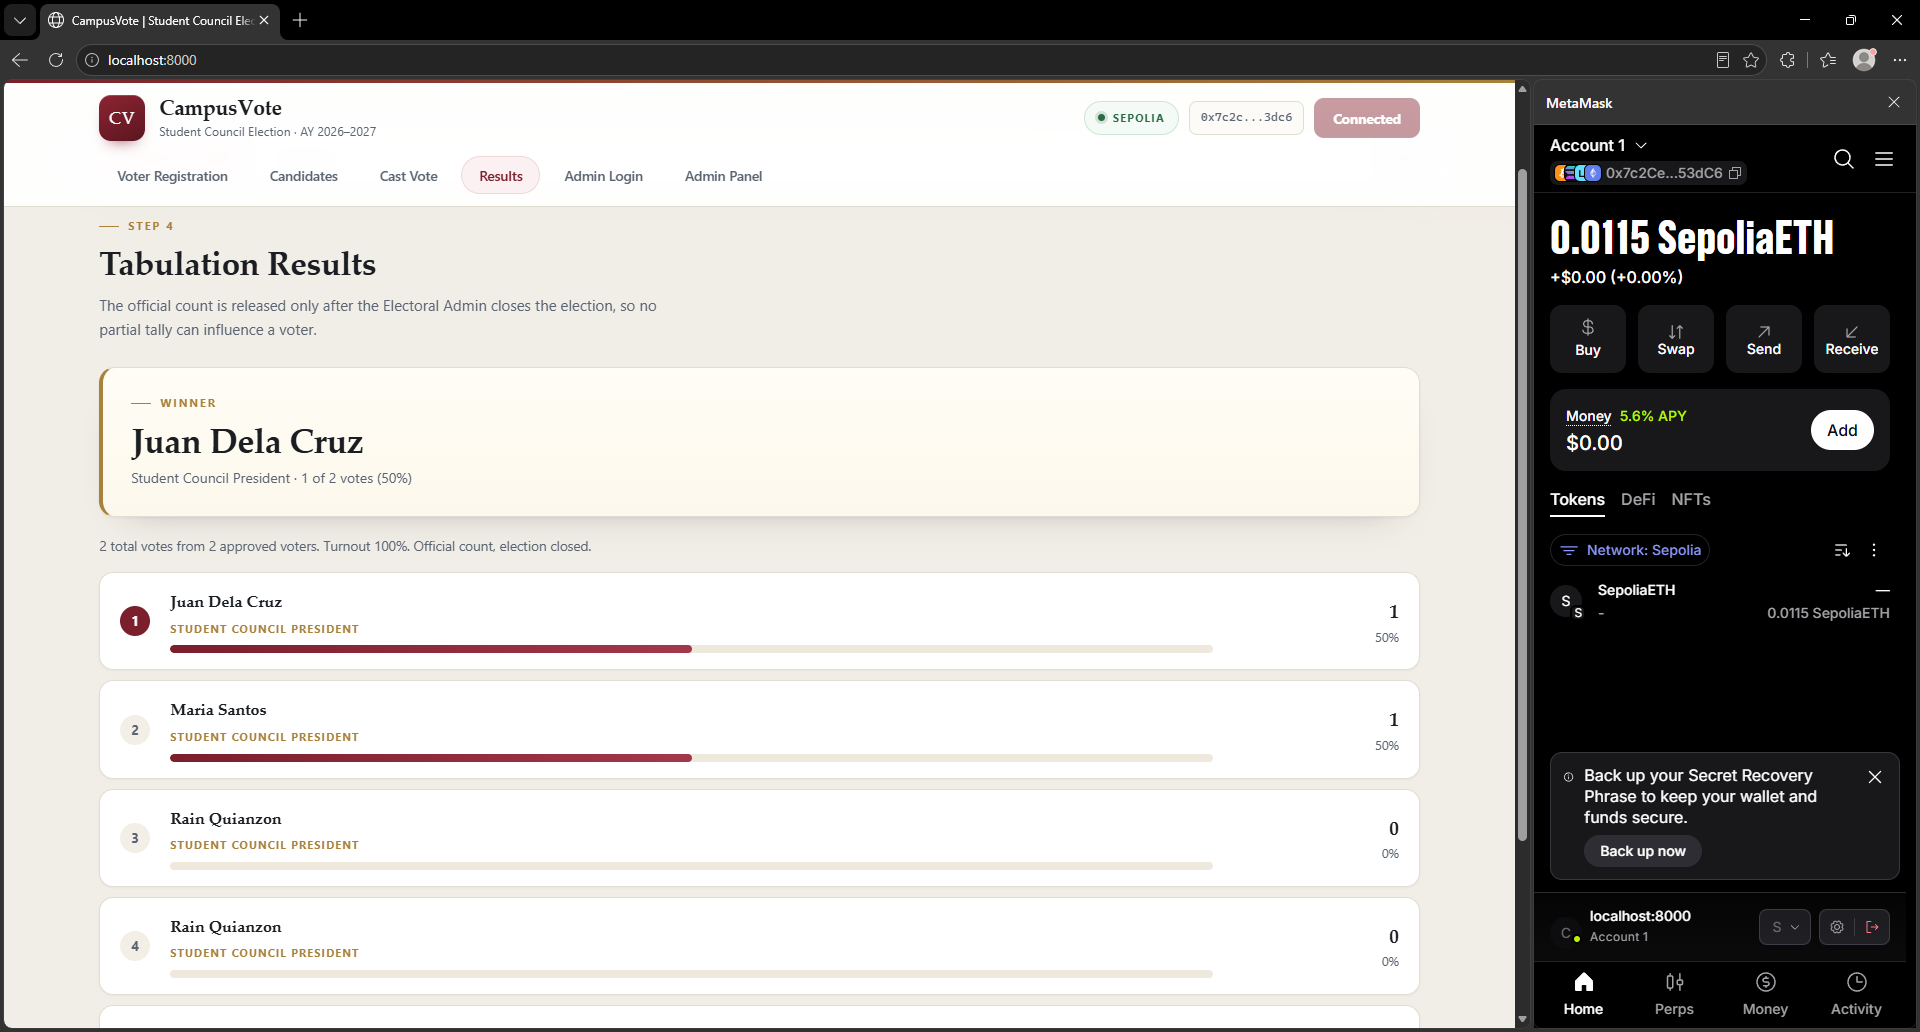 CampusVote | Student Council Ele
localhost:8000
CV
CampusVote
Student Council Election · AY 2026–2027
SEPOLIA
0x7c2c...3dc6
Connected
Voter Registration
Candidates
Cast Vote
Results
Admin Login
Admin Panel
STEP 4
Tabulation Results
The official count is released only after the Electoral Admin closes the election, so no
partial tally can influence a voter.
WINNER
Juan Dela Cruz
Student Council President · 1 of 2 votes (50%)
2 total votes from 2 approved voters. Turnout 100%. Official count, election closed.
1
Juan Dela Cruz
STUDENT COUNCIL PRESIDENT
1
50%
2
Maria Santos
STUDENT COUNCIL PRESIDENT
1
50%
3
Rain Quianzon
STUDENT COUNCIL PRESIDENT
0
0%
4
Rain Quianzon
STUDENT COUNCIL PRESIDENT
0
0%
MetaMask
Account 1
0x7c2Ce...53dC6
0.0115 SepoliaETH
+$0.00 (+0.00%)
Buy
Swap
Send
Receive
Money 5.6% APY
$0.00
Add
Tokens
DeFi
NFTs
Network: Sepolia
S
S
SepoliaETH
-
—
0.0115 SepoliaETH
Back up your Secret Recovery
Phrase to keep your wallet and
funds secure.
Back up now
C
localhost:8000
Account 1
S
Home
Perps
Money
Activity